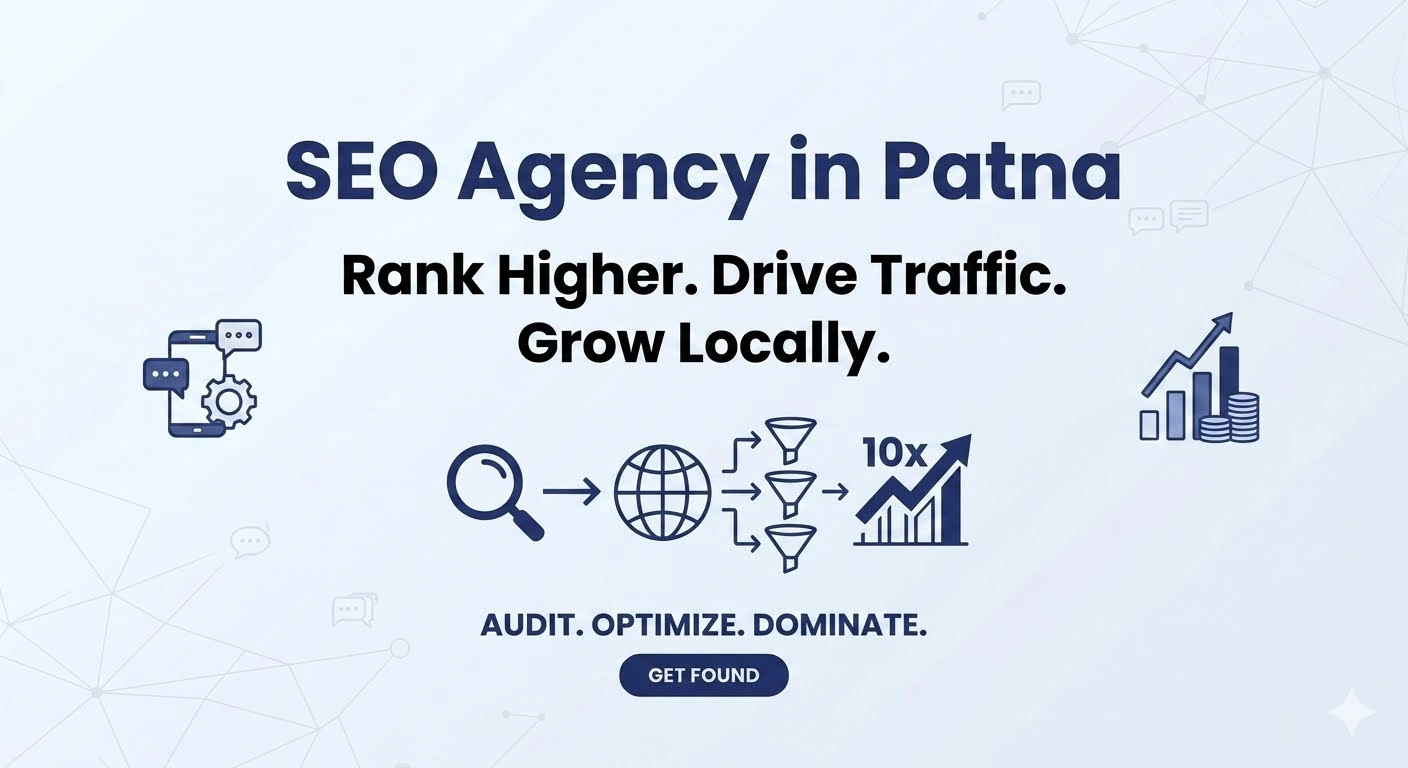 SEO Agency in Patna
Rank Higher. Drive Traffic.
Grow Locally.
10x
AUDIT. OPTIMIZE. DOMINATE.
GET FOUND